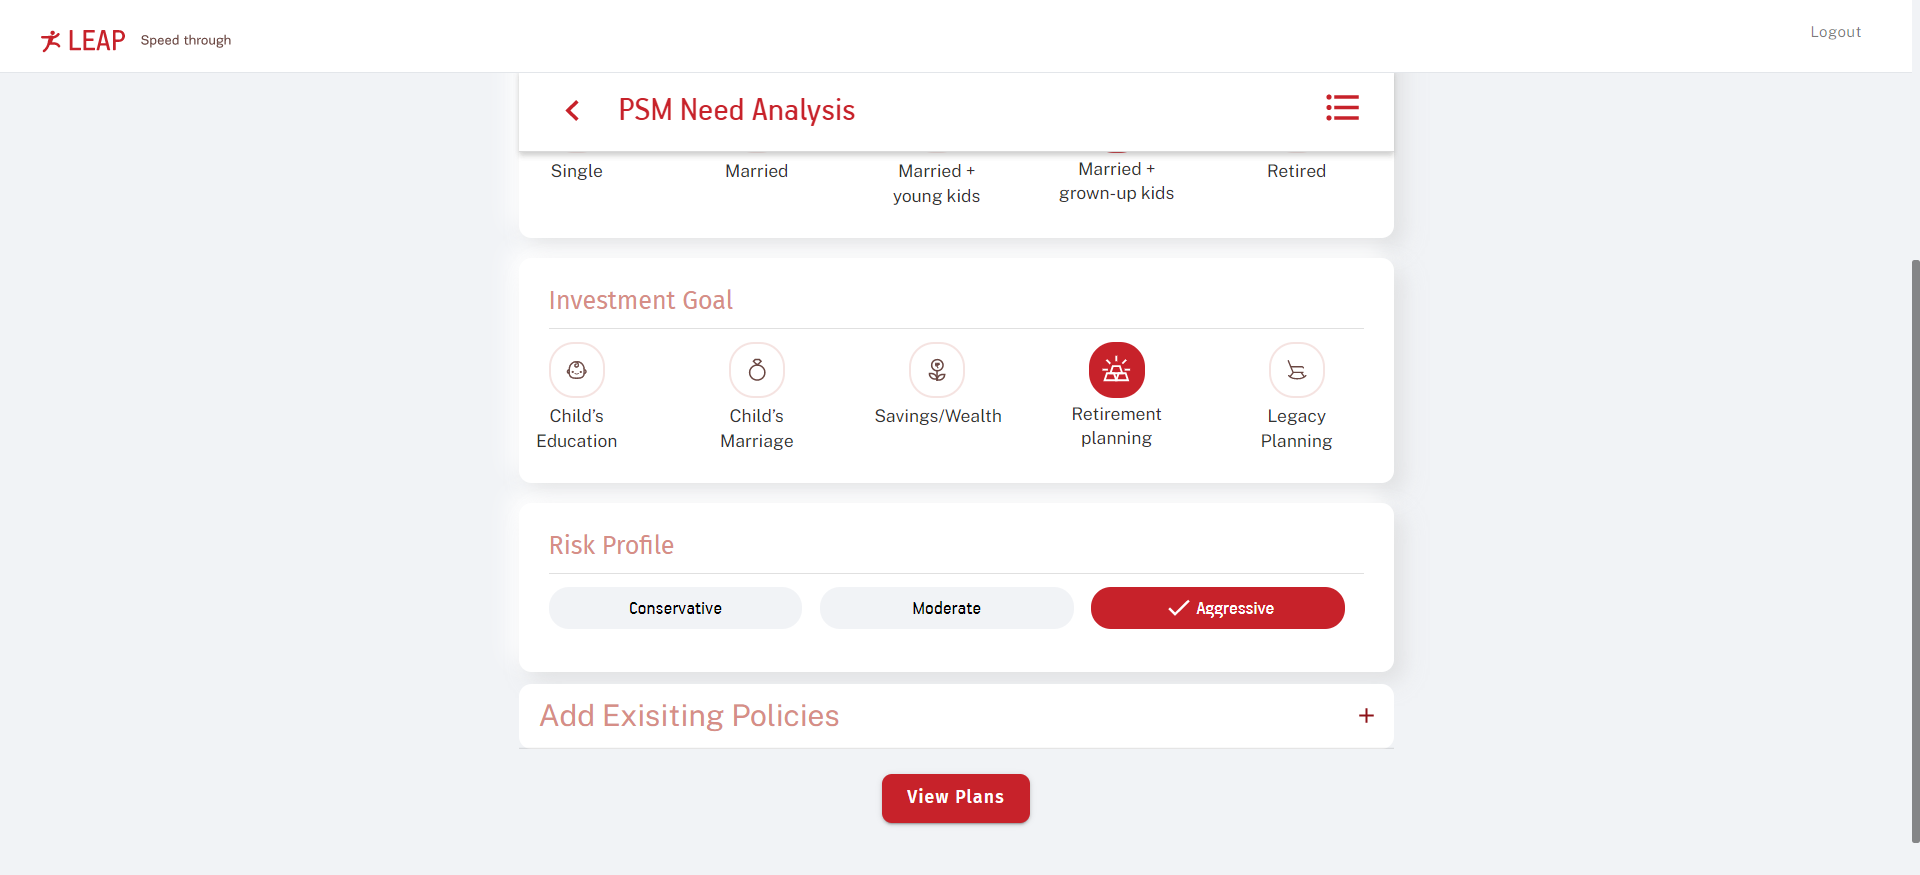 LEAP Speed through
Logout
PSM Need Analysis
Single
Married
Married +
young kids
Married +
grown-up kids
Retired
Investment Goal
Child’s
Education
Child’s
Marriage
Savings/Wealth
Retirement
planning
Legacy
Planning
Risk Profile
Conservative
Moderate
Aggressive
Add Exisiting Policies
View Plans